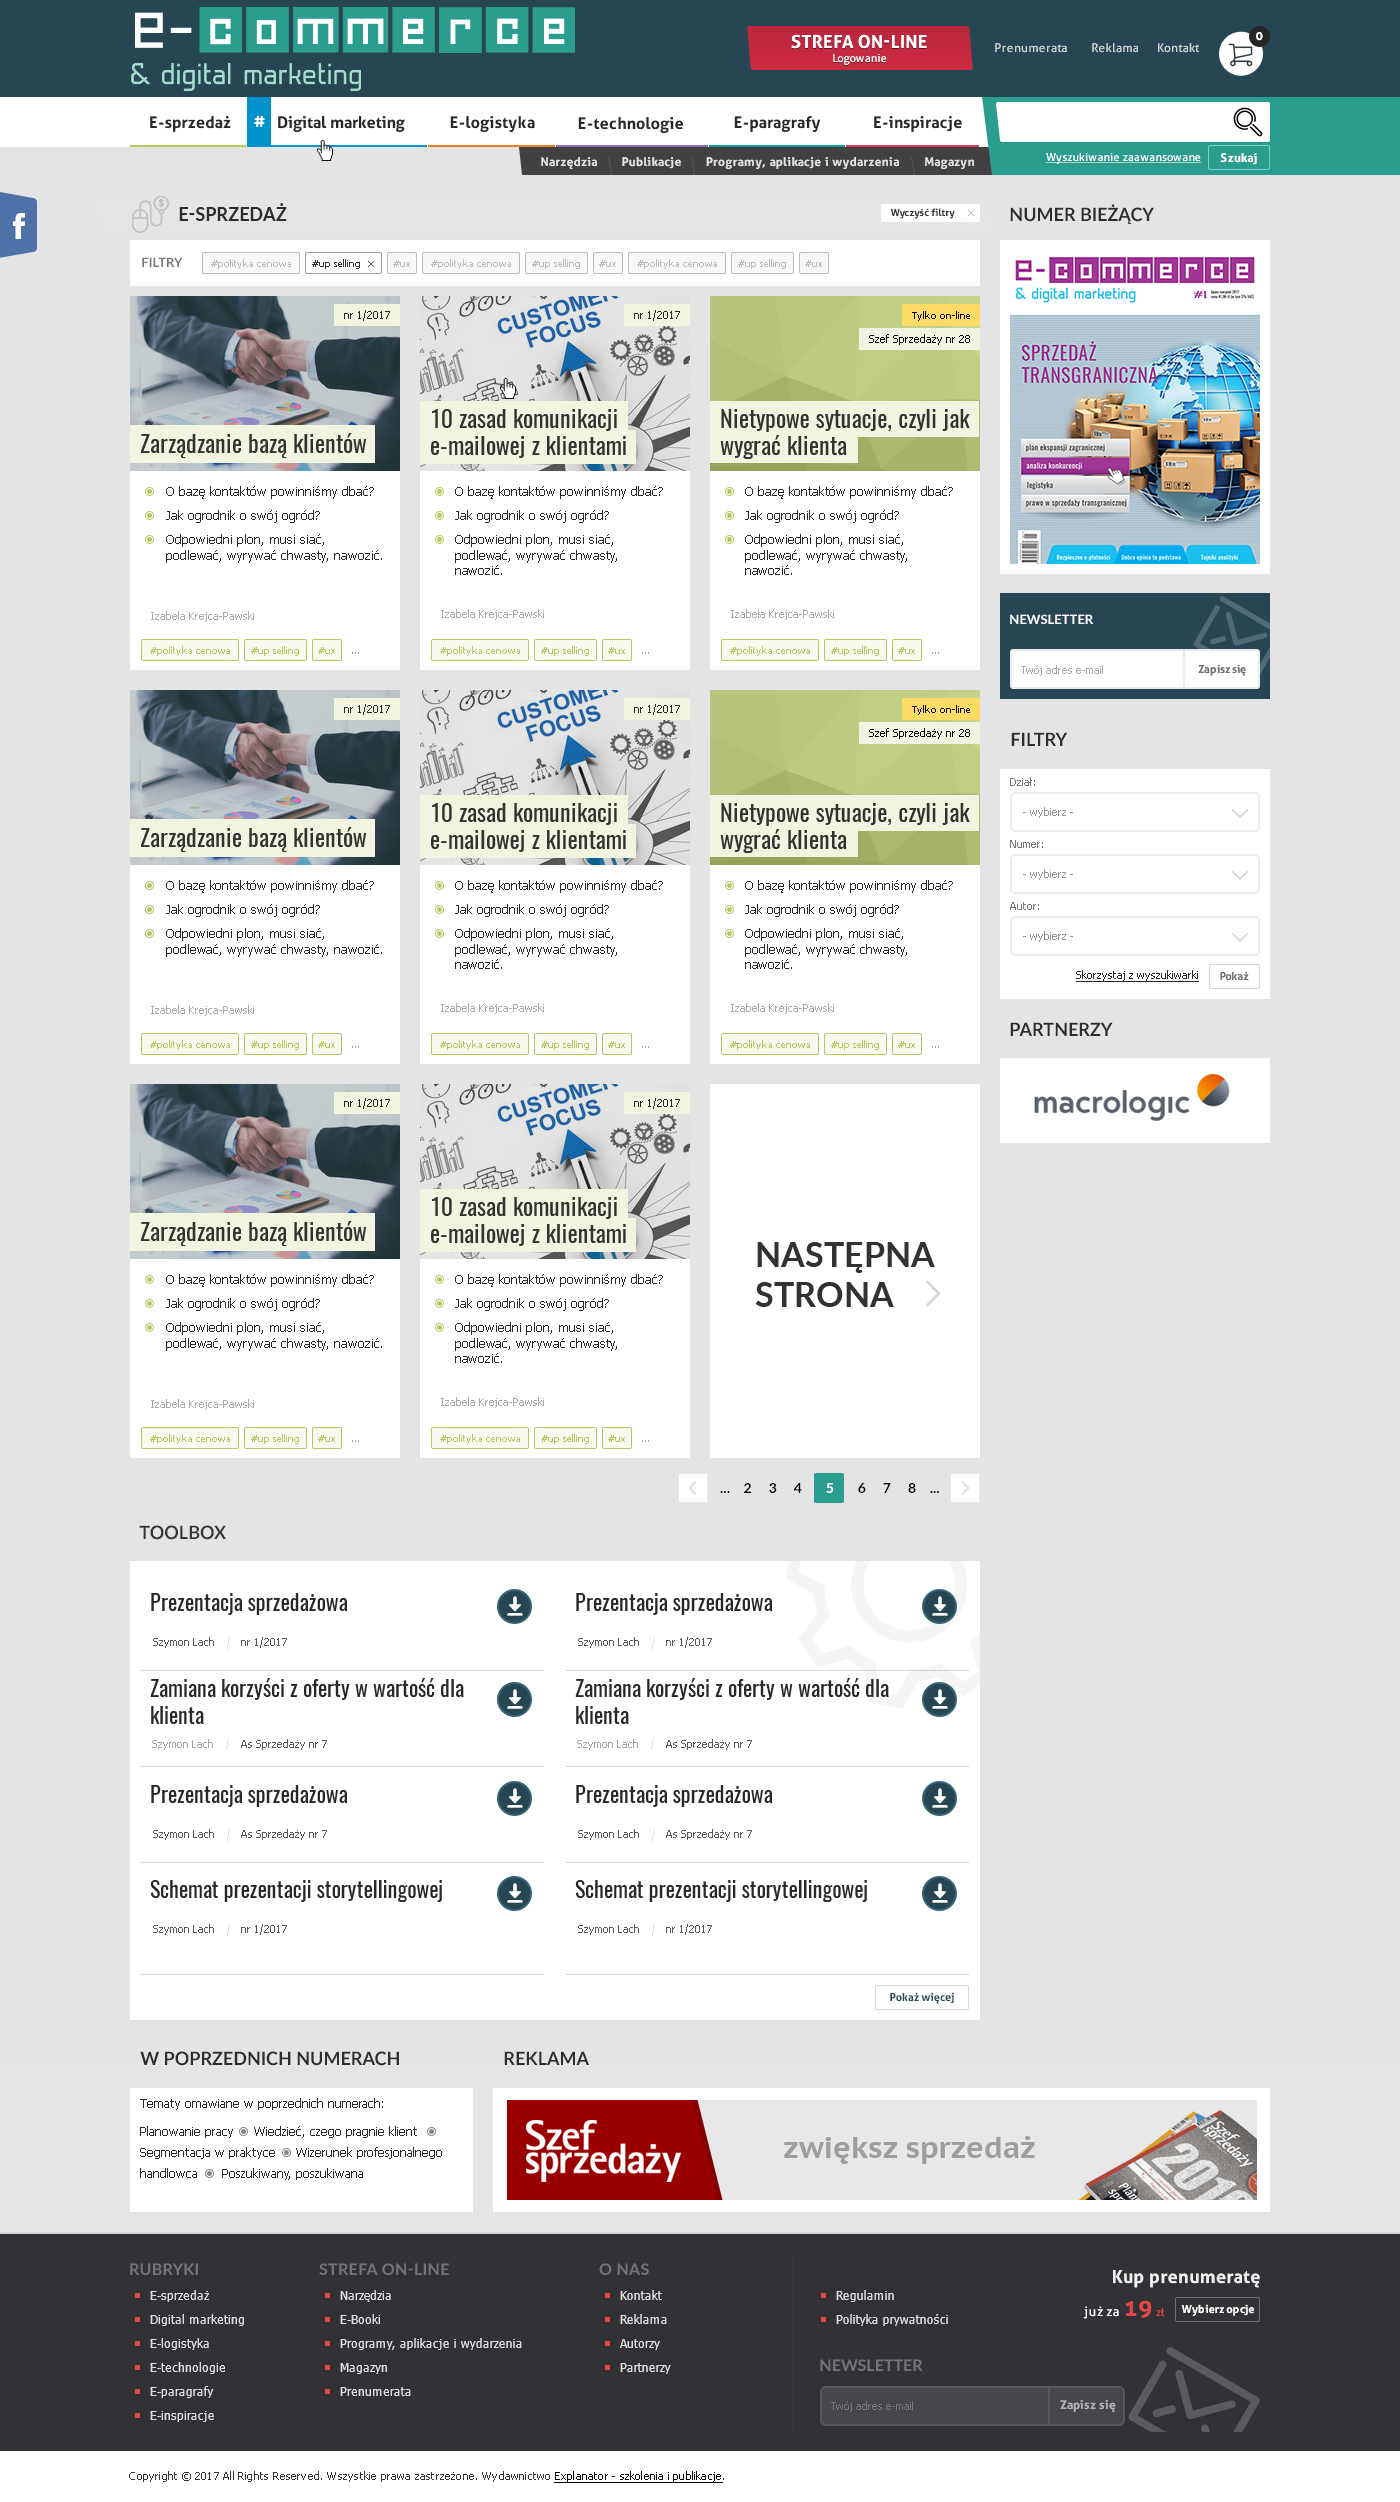 e-commerce
& digital marketing
STREFA ON-LINE
Logowanie
Prenumerata Reklama Kontakt 0
E-sprzedaż # Digital marketing E-logistyka E-technologie E-paragrafy E-inspiracje
Narzędzia Publikacje Programy, aplikacje i wydarzenia Magazyn
Wyszukiwanie zaawansowane Szukaj
f
E-SPRZEDAŻ
Wyczyść filtry ×
FILTRY #polityka cenowa #up selling × #ux #polityka cenowa #up selling #ux #polityka cenowa #up selling #ux
nr 1/2017
Zarządzanie bazą klientów
O bazę kontaktów powinniśmy dbać?
Jak ogrodnik o swój ogród?
Odpowiedni plon, musi siać,
podlewać, wyrywać chwasty, nawozić.
Izabela Krejca-Pawski
#polityka cenowa #up selling #ux ...
CUSTOMER
FOCUS
nr 1/2017
10 zasad komunikacji
e-mailowej z klientami
O bazę kontaktów powinniśmy dbać?
Jak ogrodnik o swój ogród?
Odpowiedni plon, musi siać,
podlewać, wyrywać chwasty,
nawozić.
Izabela Krejca-Pawski
#polityka cenowa #up selling #ux ...
Tylko on-line
Szef Sprzedaży nr 28
Nietypowe sytuacje, czyli jak
wygrać klienta
O bazę kontaktów powinniśmy dbać?
Jak ogrodnik o swój ogród?
Odpowiedni plon, musi siać,
podlewać, wyrywać chwasty,
nawozić.
Izabela Krejca-Pawski
#polityka cenowa #up selling #ux ...
nr 1/2017
Zarządzanie bazą klientów
O bazę kontaktów powinniśmy dbać?
Jak ogrodnik o swój ogród?
Odpowiedni plon, musi siać,
podlewać, wyrywać chwasty, nawozić.
Izabela Krejca-Pawski
#polityka cenowa #up selling #ux ...
CUSTOMER
FOCUS
nr 1/2017
10 zasad komunikacji
e-mailowej z klientami
O bazę kontaktów powinniśmy dbać?
Jak ogrodnik o swój ogród?
Odpowiedni plon, musi siać,
podlewać, wyrywać chwasty,
nawozić.
Izabela Krejca-Pawski
#polityka cenowa #up selling #ux ...
Tylko on-line
Szef Sprzedaży nr 28
Nietypowe sytuacje, czyli jak
wygrać klienta
O bazę kontaktów powinniśmy dbać?
Jak ogrodnik o swój ogród?
Odpowiedni plon, musi siać,
podlewać, wyrywać chwasty,
nawozić.
Izabela Krejca-Pawski
#polityka cenowa #up selling #ux ...
nr 1/2017
Zarządzanie bazą klientów
O bazę kontaktów powinniśmy dbać?
Jak ogrodnik o swój ogród?
Odpowiedni plon, musi siać,
podlewać, wyrywać chwasty, nawozić.
Izabela Krejca-Pawski
#polityka cenowa #up selling #ux ...
CUSTOMER
FOCUS
nr 1/2017
10 zasad komunikacji
e-mailowej z klientami
O bazę kontaktów powinniśmy dbać?
Jak ogrodnik o swój ogród?
Odpowiedni plon, musi siać,
podlewać, wyrywać chwasty,
nawozić.
Izabela Krejca-Pawski
#polityka cenowa #up selling #ux ...
NASTĘPNA
STRONA
... 2 3 4 5 6 7 8 ...
NUMER BIEŻĄCY
e-commerce
& digital marketing #1
SPRZEDAŻ
TRANSGRANICZNA
plan ekspansji zagranicznej
analiza konkurencji
logistyka
prawo w sprzedaży transgranicznej
Bezpieczne e-płatności Dobra opinia to podstawa Tajniki analityki
NEWSLETTER
Twój adres e-mail Zapisz się
FILTRY
Dział:
- wybierz -
Numer:
- wybierz -
Autor:
- wybierz -
Skorzystaj z wyszukiwarki Pokaż
PARTNERZY
macrologic
TOOLBOX
Prezentacja sprzedażowa
Szymon Lach / nr 1/2017
Prezentacja sprzedażowa
Szymon Lach / nr 1/2017
Zamiana korzyści z oferty w wartość dla
klienta
Szymon Lach / As Sprzedaży nr 7
Zamiana korzyści z oferty w wartość dla
klienta
Szymon Lach / As Sprzedaży nr 7
Prezentacja sprzedażowa
Szymon Lach / As Sprzedaży nr 7
Prezentacja sprzedażowa
Szymon Lach / As Sprzedaży nr 7
Schemat prezentacji storytellingowej
Szymon Lach / nr 1/2017
Schemat prezentacji storytellingowej
Szymon Lach / nr 1/2017
Pokaż więcej
W POPRZEDNICH NUMERACH
Tematy omawiane w poprzednich numerach:
Planowanie pracy Wiedzieć, czego pragnie klient
Segmentacja w praktyce Wizerunek profesjonalnego
handlowca Poszukiwany, poszukiwana
REKLAMA
Szef
sprzedaży
zwiększ sprzedaż
Szef
sprzedaży
RUBRYKI
E-sprzedaż
Digital marketing
E-logistyka
E-technologie
E-paragrafy
E-inspiracje
STREFA ON-LINE
Narzędzia
E-Booki
Programy, aplikacje i wydarzenia
Magazyn
Prenumerata
O NAS
Kontakt
Reklama
Autorzy
Partnerzy
Regulamin
Polityka prywatności
Kup prenumeratę
już za 19 zł Wybierz opcje
NEWSLETTER
Twój adres e-mail Zapisz się
Copyright © 2017 All Rights Reserved. Wszystkie prawa zastrzeżone. Wydawnictwo Explanator - szkolenia i publikacje.